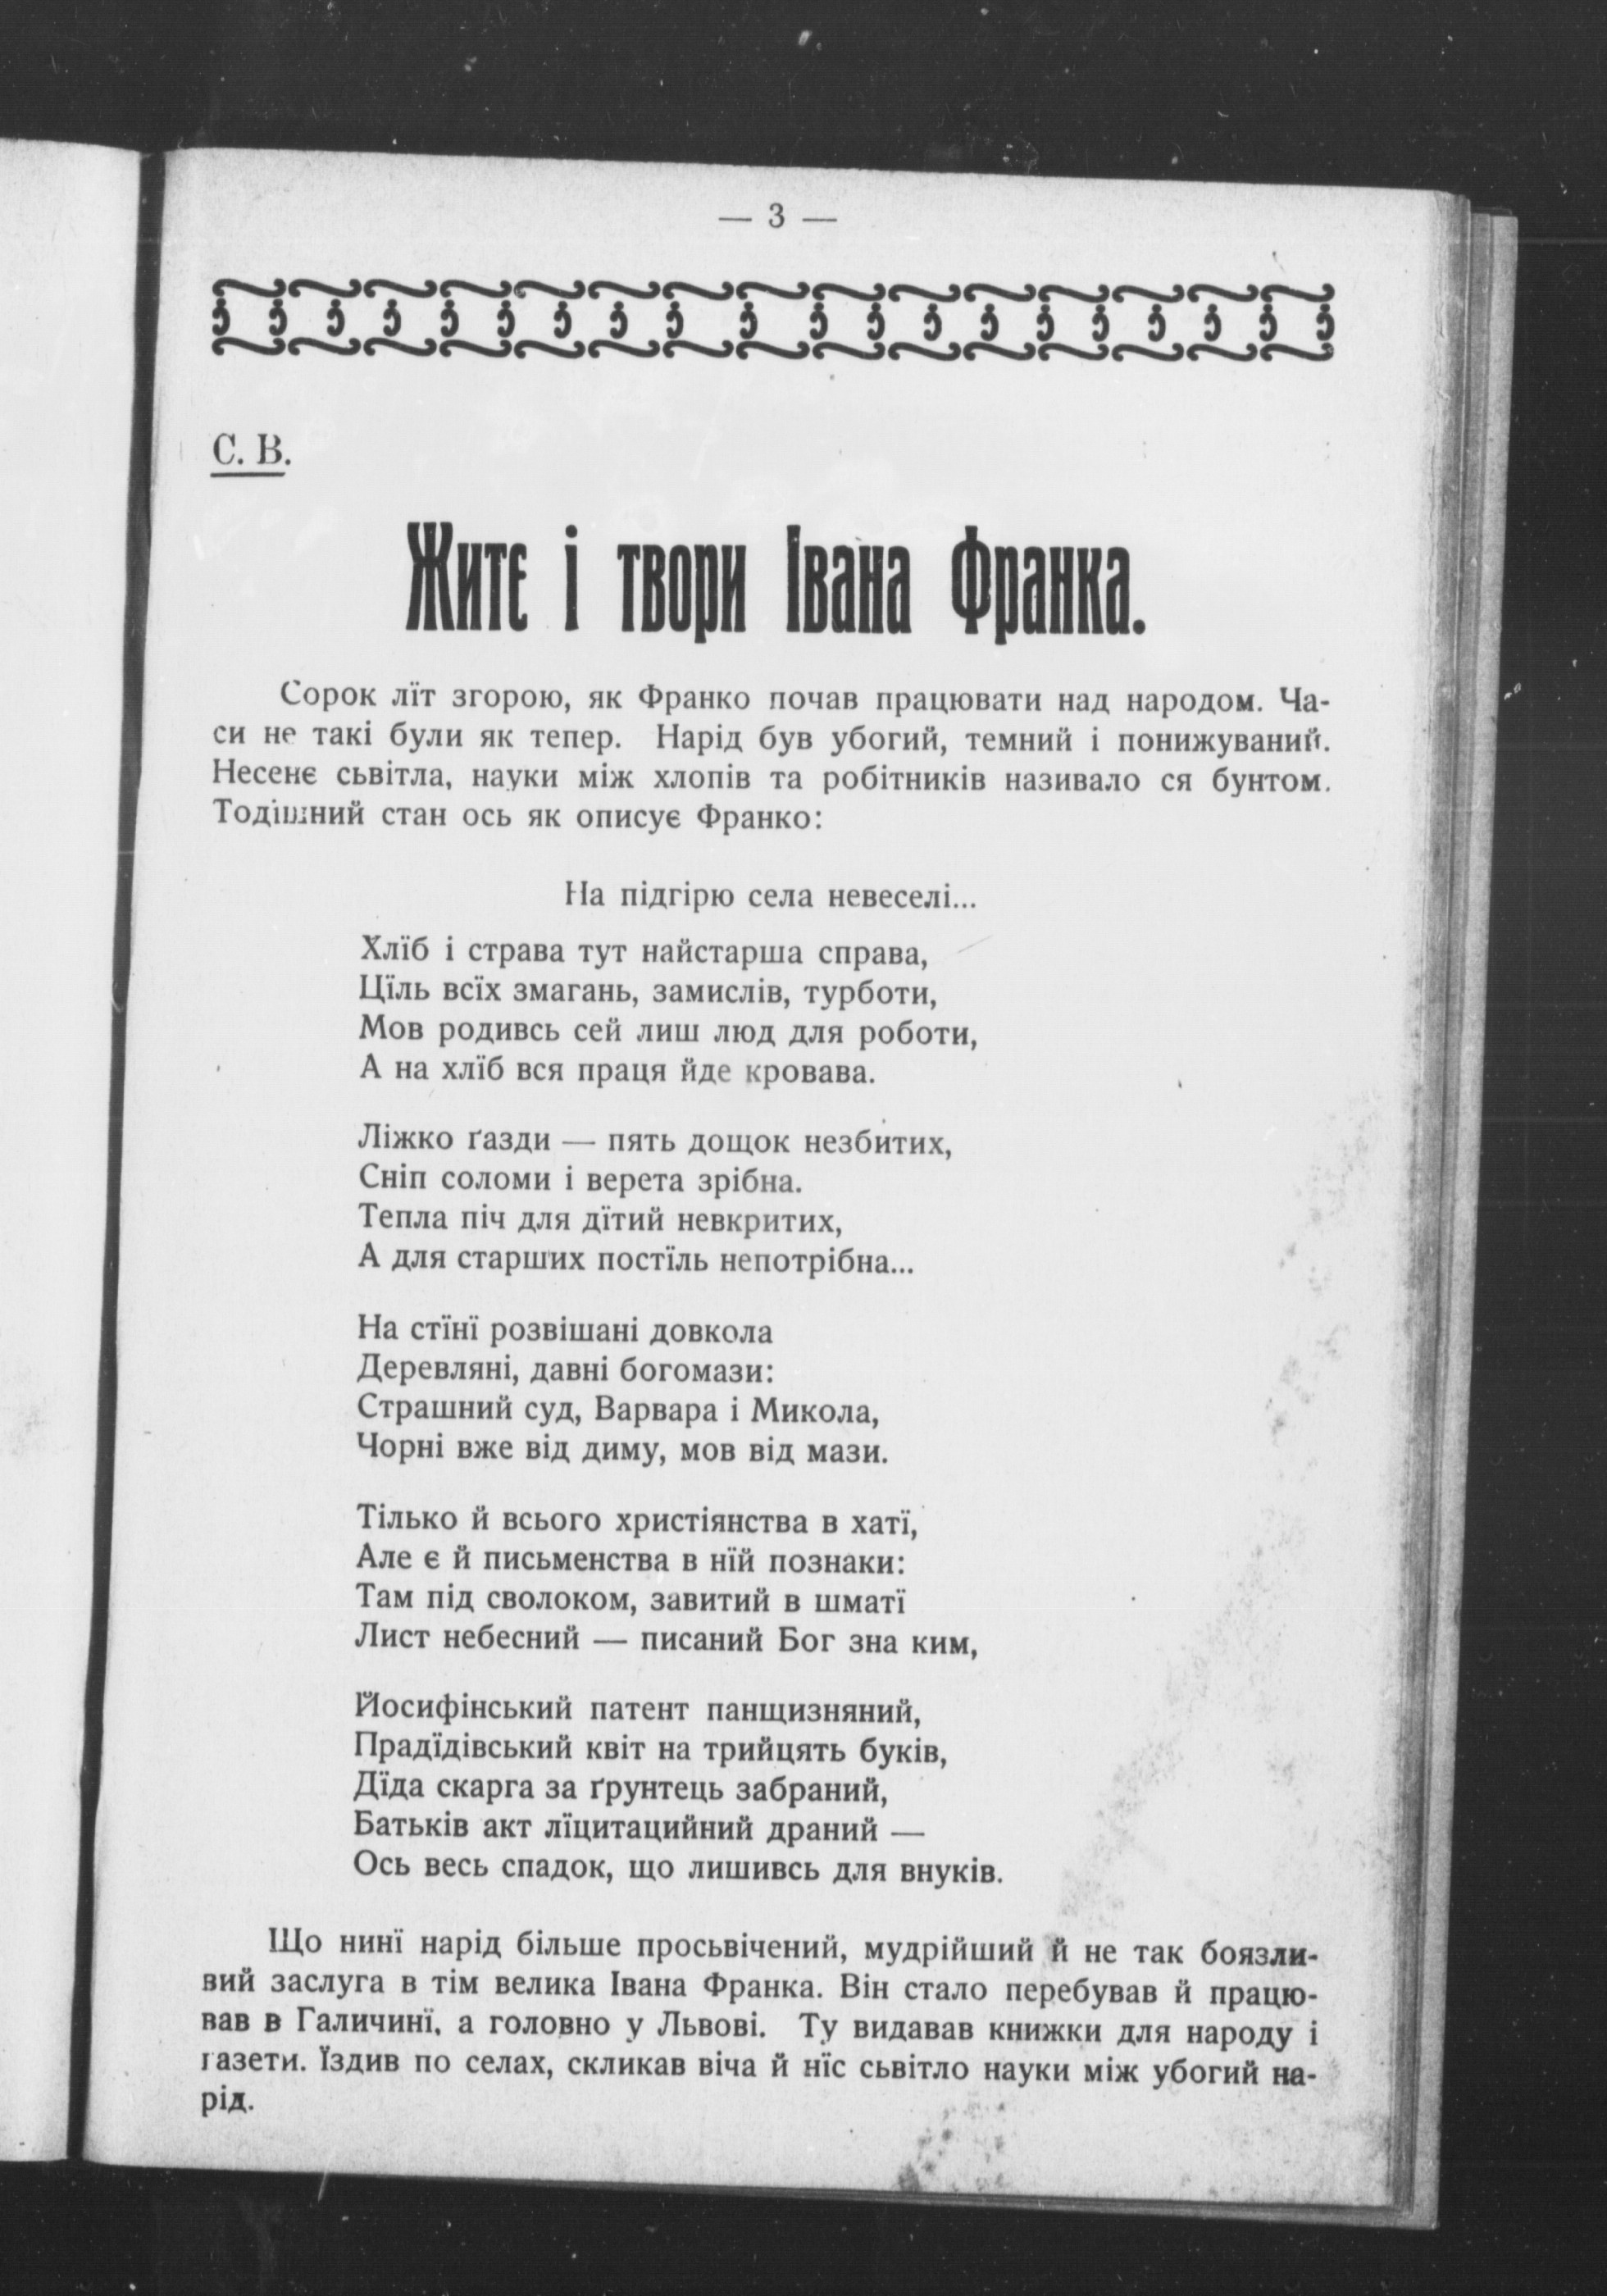 — 3 —
С. В.
Житє і твори Івана Франка.
Сорок лїт згорою, як Франко почав працювати над народом. Ча-
си не такі були як тепер. Нарід був убогий, темний і понижуваний.
Несенє сьвітла, науки між хлопів та робітників називало ся бунтом.
Тодішний стан ось як описує Франко:
На підгірю села невеселі...
Хлїб і страва тут найстарша справа,
Цїль всїх змагань, замислів, турботи,
Мов родивсь сей лиш люд для роботи,
А на хлїб вся праця йде кровава.
Ліжко ґазди — пять дощок незбитих,
Сніп соломи і верета зрібна.
Тепла піч для дїтий невкритих,
А для старших постїль непотрібна...
На стїнї розвішані довкола
Деревляні, давні богомази:
Страшний суд, Варвара і Микола,
Чорні вже від диму, мов від мази.
Тілько й всього християнства в хатї,
Але є й письменства в нїй познаки:
Там під сволоком, завитий в шматї
Лист небесний — писаний Бог зна ким,
Йосифінський патент панщизняний,
Прадїдівський квіт на трийцять буків,
Дїда скарга за ґрунтець забраний,
Батьків акт лїцитацийний драний —
Ось весь спадок, що лишивсь для внуків.
Що нинї нарід більше просьвічений, мудрійший й не так боязли-
вий заслуга в тім велика Івана Франка. Він стало перебував й працю-
вав в Галичинї, а головно у Львові. Ту видавав книжки для народу і
газети. Їздив по селах, скликав віча й нїс сьвітло науки між убогий на-
рід.